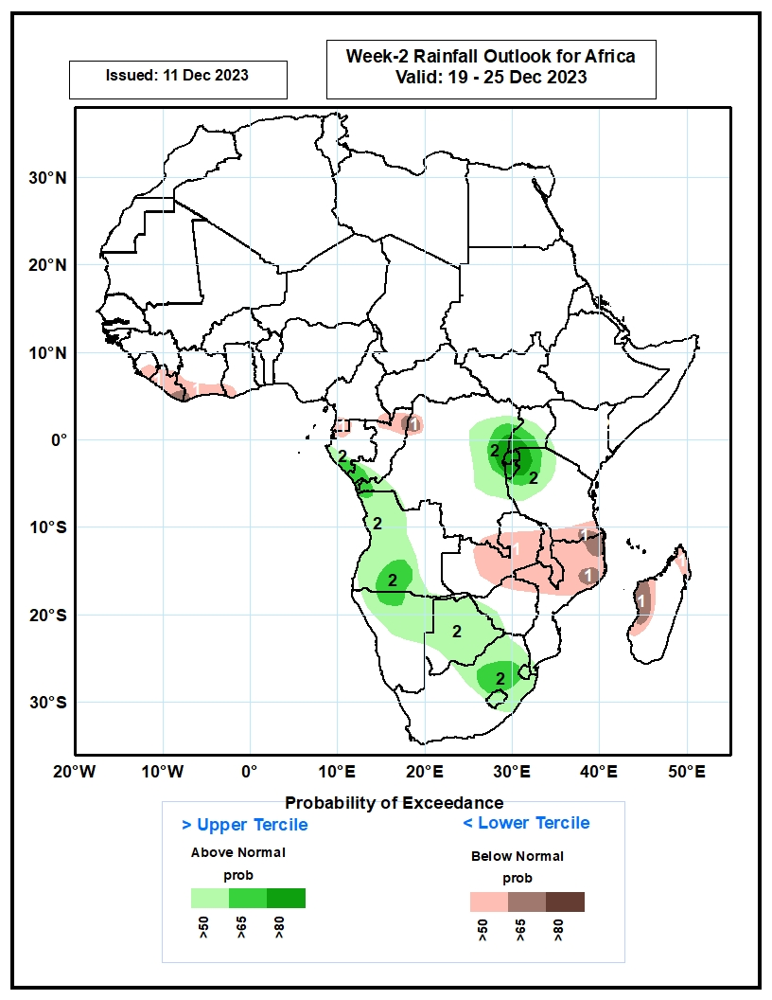 Issued: 11 Dec 2023
Week-2 Rainfall Outlook for Africa
Valid: 19 - 25 Dec 2023
30°N
20°N
10°N
0°
10°S
20°S
30°S
1 1
1 1
2 2
2
2
2
1 1
1
1
1
2
2
2
20°W 10°W 0° 10°E 20°E 30°E 40°E 50°E
Probability of Exceedance
> Upper Tercile
< Lower Tercile
Above Normal
Below Normal
prob
prob
>50 >65 >80
>50 >65 >80